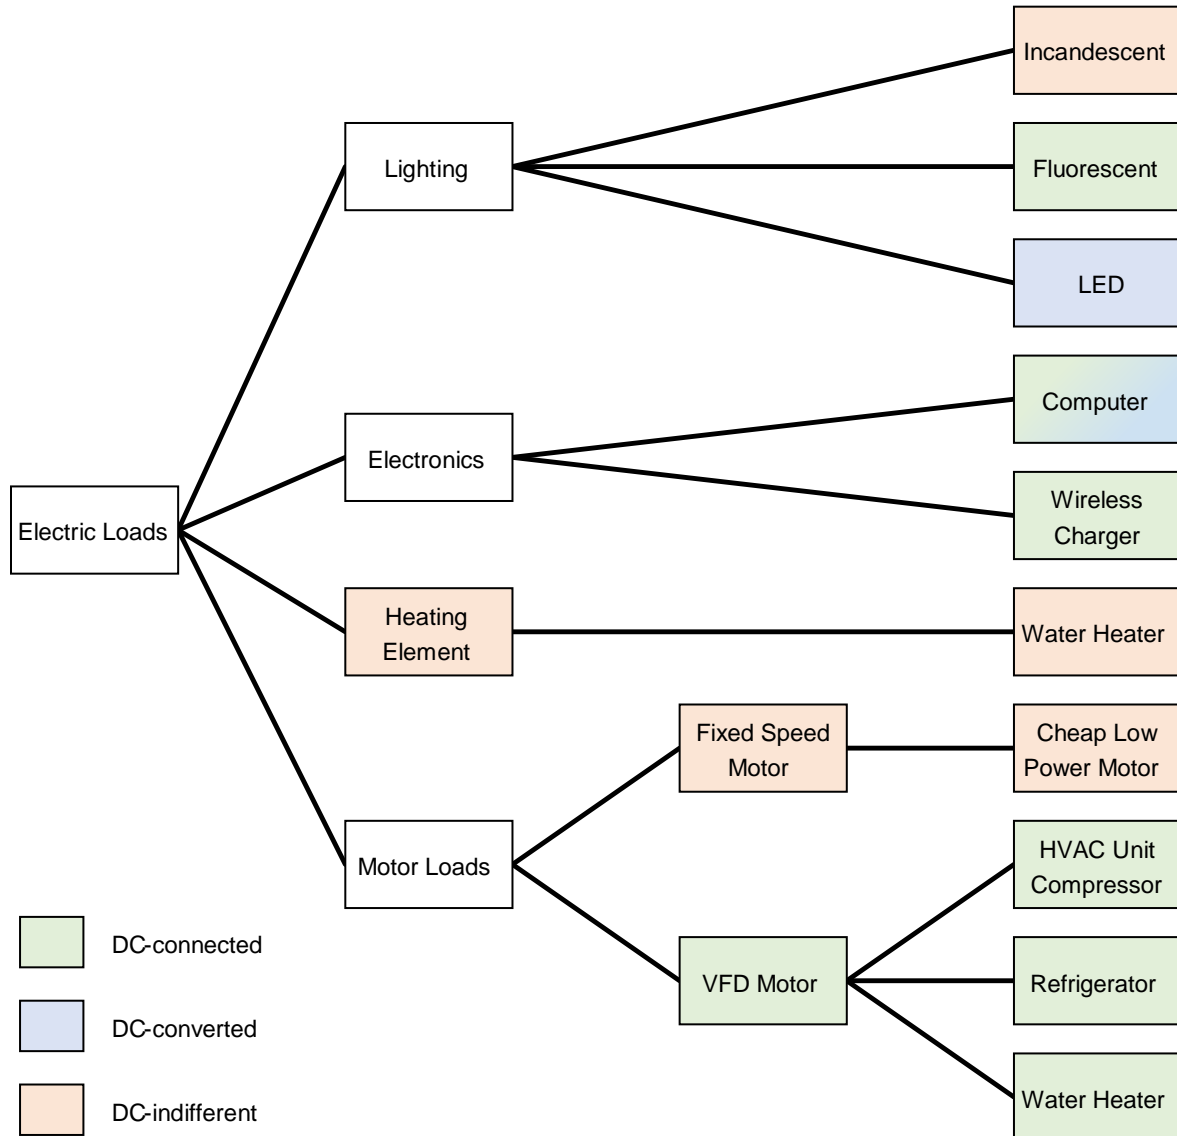 Incandescent
Lighting
Fluorescent
LED
Computer
Electronics
Wireless
Charger
Electric Loads
Heating
Element
Water Heater
Fixed Speed
Motor
Cheap Low
Power Motor
Motor Loads
HVAC Unit
Compressor
VFD Motor
Refrigerator
Water Heater
DC-connected
DC-converted
DC-indifferent